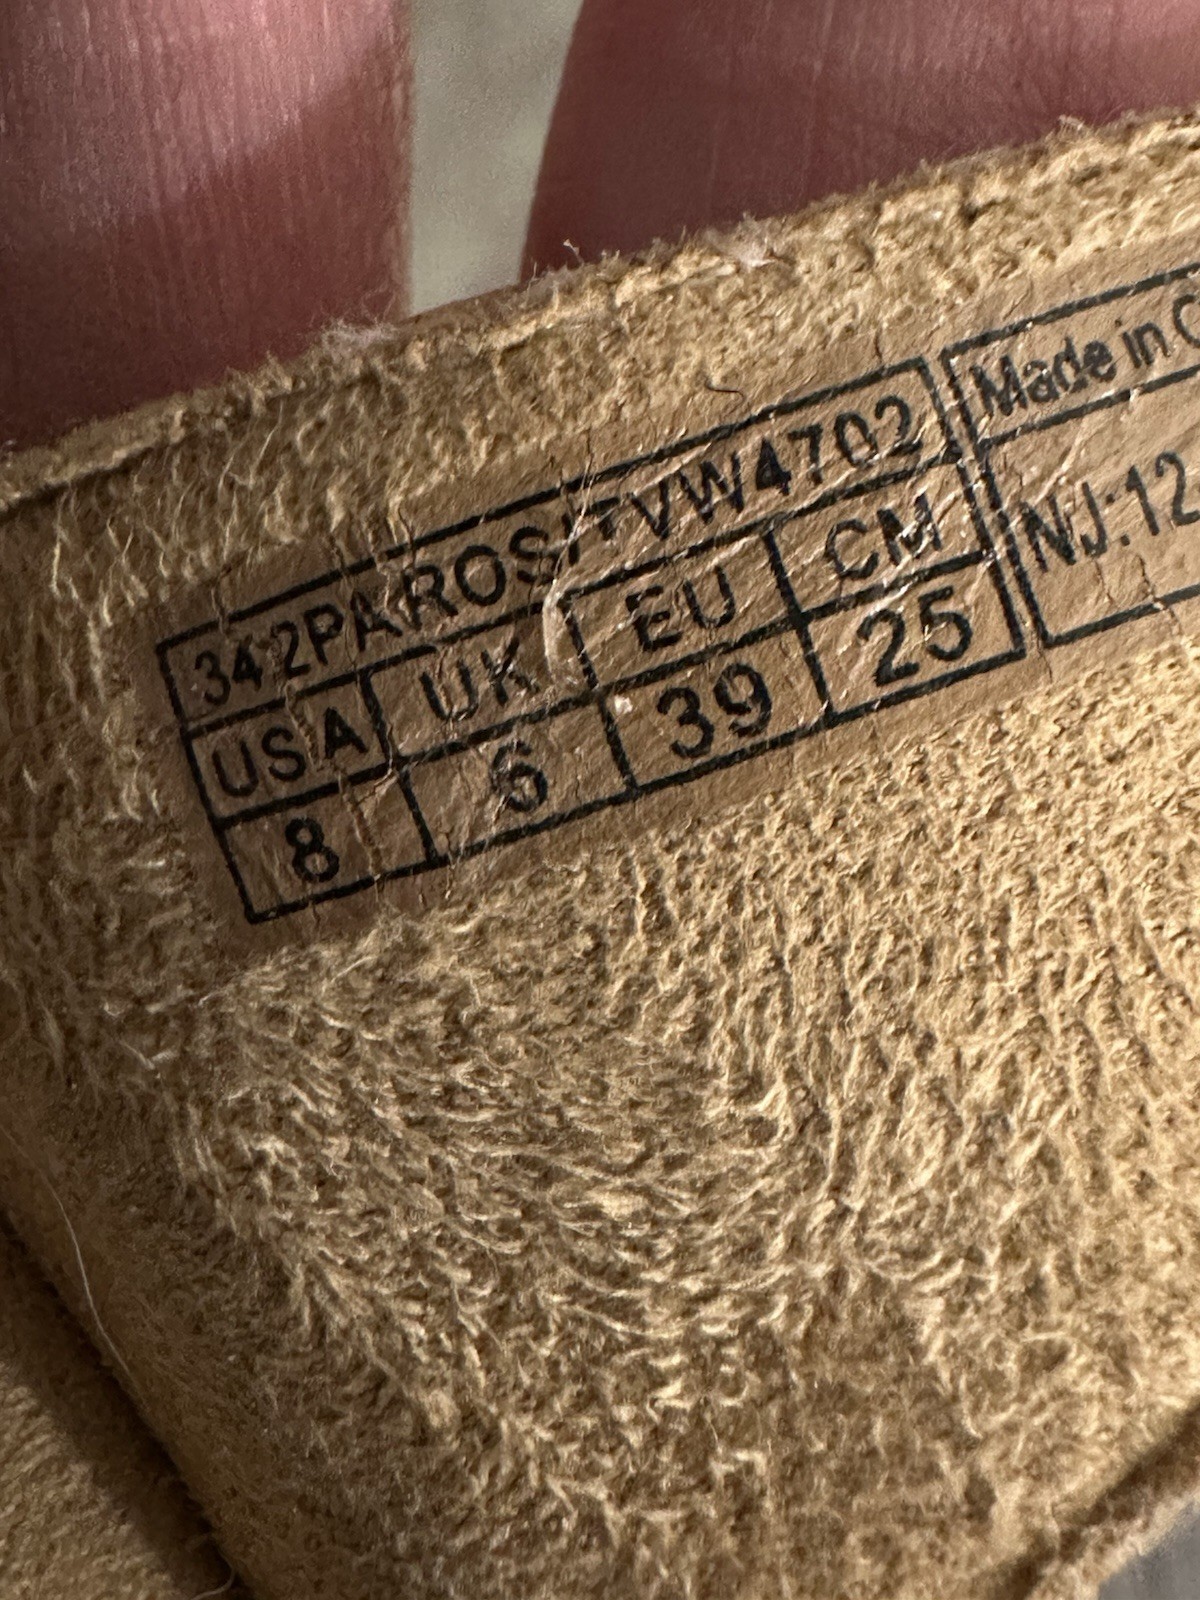 342PAROSITVW4702
USA UK EU CM
8 6 39 25
Made in
NJ:12